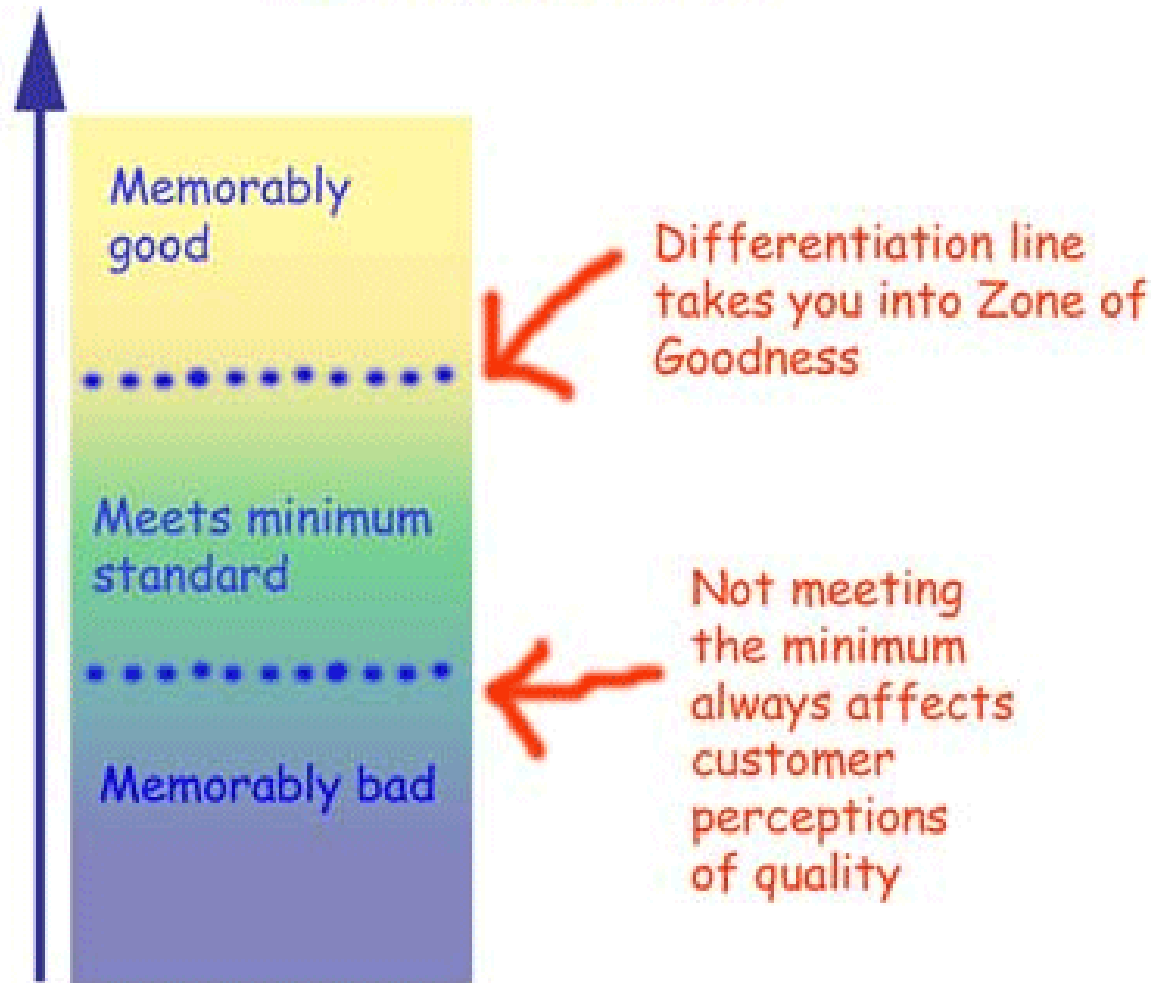 Memorably
good
Differentiation line
takes you into Zone of
Goodness
Meets minimum
standard
Not meeting
the minimum
always affects
customer
perceptions
of quality
Memorably bad